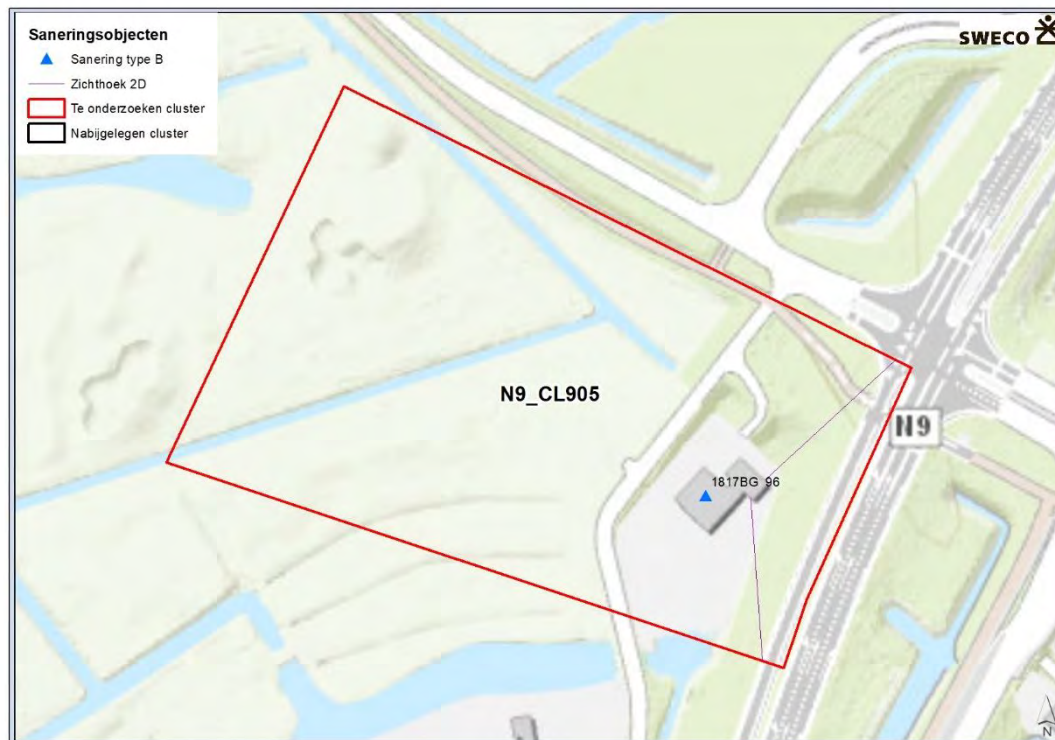 Saneringsobjecten
Sanering type B
Zichthoek 2D
Te onderzoeken cluster
Nabijgelegen cluster
SWECO
N9_CL905
N9
1817BG 96
N